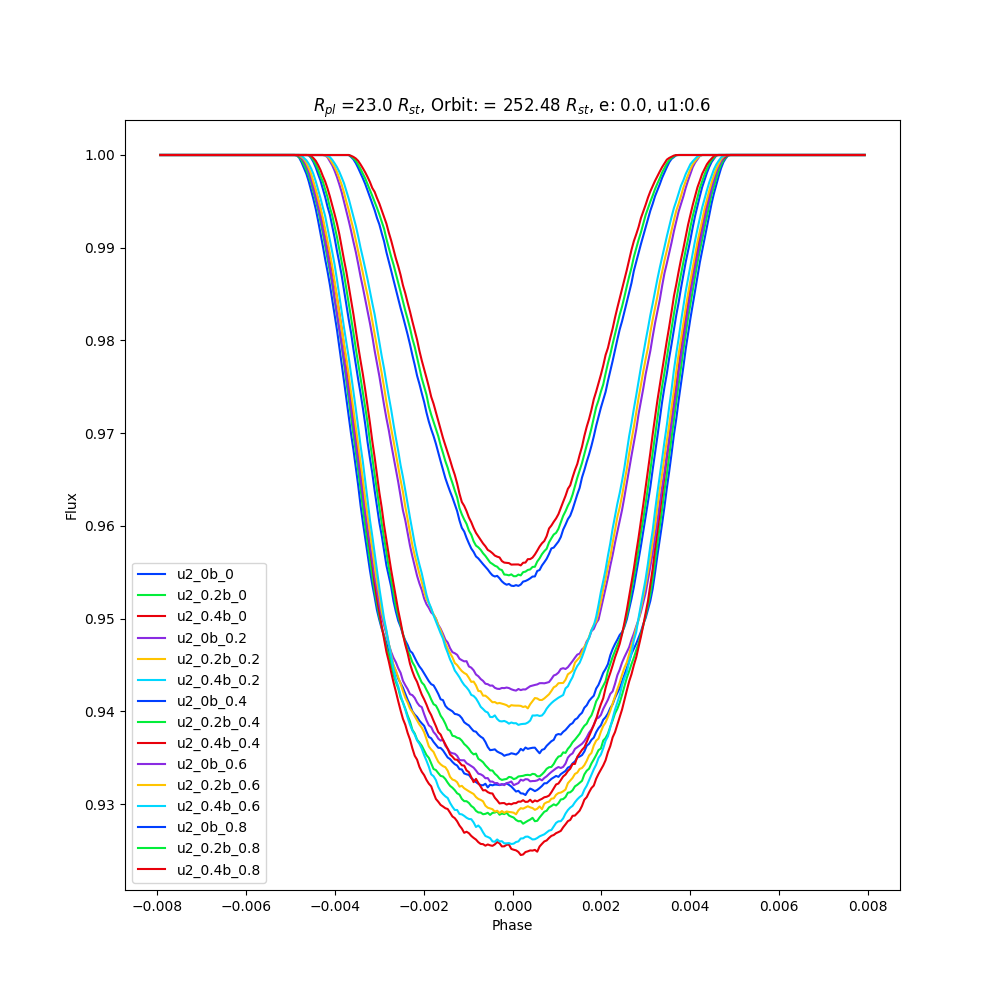 R_pl =23.0 R_st, Orbit: = 252.48 R_st, e: 0.0, u1:0.6
1.00
0.99
0.98
0.97
0.96
0.95
0.94
0.93
Flux
u2_0b_0
u2_0.2b_0
u2_0.4b_0
u2_0b_0.2
u2_0.2b_0.2
u2_0.4b_0.2
u2_0b_0.4
u2_0.2b_0.4
u2_0.4b_0.4
u2_0b_0.6
u2_0.2b_0.6
u2_0.4b_0.6
u2_0b_0.8
u2_0.2b_0.8
u2_0.4b_0.8
−0.008 −0.006 −0.004 −0.002 0.000 0.002 0.004 0.006 0.008
Phase